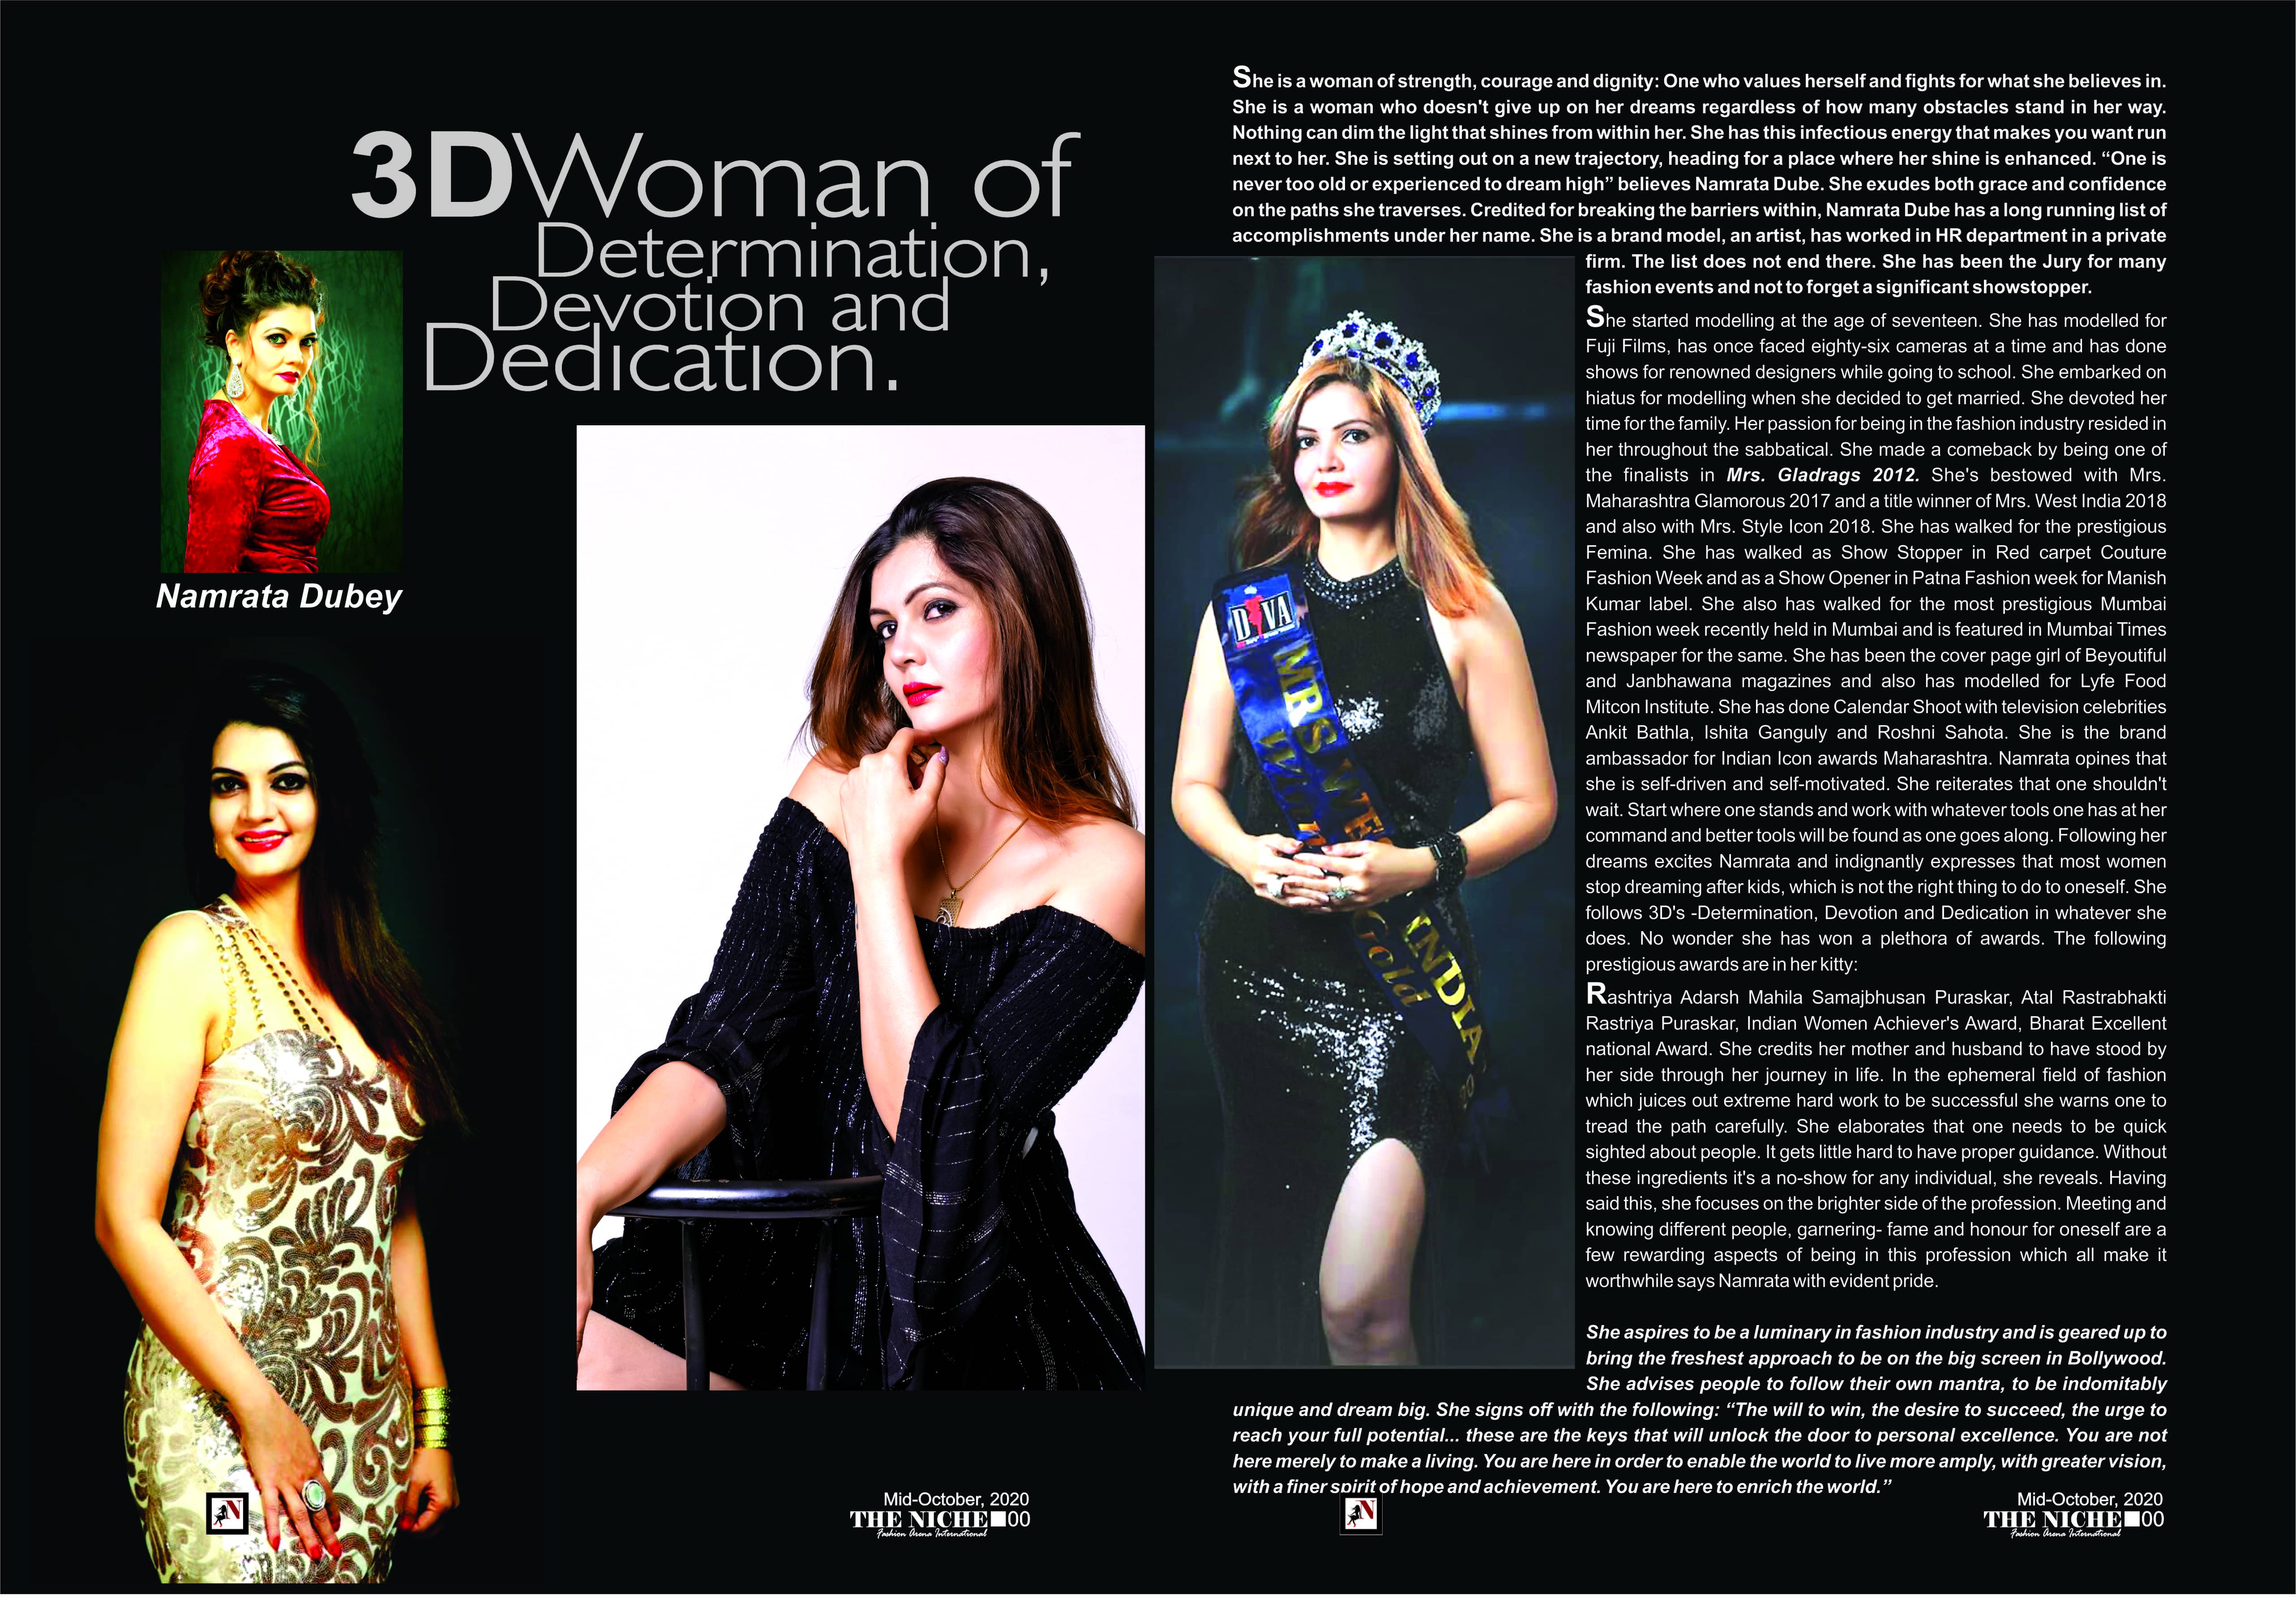 3DWoman of
Determination,
Devotion and
Dedication.
Namrata Dubey
Mid-October, 2020
THE NICHE 00
Fashion Arena International
She is a woman of strength, courage and dignity: One who values herself and fights for what she believes in.
She is a woman who doesn't give up on her dreams regardless of how many obstacles stand in her way.
Nothing can dim the light that shines from within her. She has this infectious energy that makes you want run
next to her. She is setting out on a new trajectory, heading for a place where her shine is enhanced. “One is
never too old or experienced to dream high” believes Namrata Dube. She exudes both grace and confidence
on the paths she traverses. Credited for breaking the barriers within, Namrata Dube has a long running list of
accomplishments under her name. She is a brand model, an artist, has worked in HR department in a private
firm. The list does not end there. She has been the Jury for many
fashion events and not to forget a significant showstopper.
She started modelling at the age of seventeen. She has modelled for
Fuji Films, has once faced eighty-six cameras at a time and has done
shows for renowned designers while going to school. She embarked on
hiatus for modelling when she decided to get married. She devoted her
time for the family. Her passion for being in the fashion industry resided in
her throughout the sabbatical. She made a comeback by being one of
the finalists in Mrs. Gladrags 2012. She's bestowed with Mrs.
Maharashtra Glamorous 2017 and a title winner of Mrs. West India 2018
and also with Mrs. Style Icon 2018. She has walked for the prestigious
Femina. She has walked as Show Stopper in Red carpet Couture
Fashion Week and as a Show Opener in Patna Fashion week for Manish
Kumar label. She also has walked for the most prestigious Mumbai
Fashion week recently held in Mumbai and is featured in Mumbai Times
newspaper for the same. She has been the cover page girl of Beyoutiful
and Janbhawana magazines and also has modelled for Lyfe Food
Mitcon Institute. She has done Calendar Shoot with television celebrities
Ankit Bathla, Ishita Ganguly and Roshni Sahota. She is the brand
ambassador for Indian Icon awards Maharashtra. Namrata opines that
she is self-driven and self-motivated. She reiterates that one shouldn't
wait. Start where one stands and work with whatever tools one has at her
command and better tools will be found as one goes along. Following her
dreams excites Namrata and indignantly expresses that most women
stop dreaming after kids, which is not the right thing to do to oneself. She
follows 3D's -Determination, Devotion and Dedication in whatever she
does. No wonder she has won a plethora of awards. The following
prestigious awards are in her kitty:
Rashtriya Adarsh Mahila Samajbhusan Puraskar, Atal Rastrabhakti
Rastriya Puraskar, Indian Women Achiever's Award, Bharat Excellent
national Award. She credits her mother and husband to have stood by
her side through her journey in life. In the ephemeral field of fashion
which juices out extreme hard work to be successful she warns one to
tread the path carefully. She elaborates that one needs to be quick
sighted about people. It gets little hard to have proper guidance. Without
these ingredients it's a no-show for any individual, she reveals. Having
said this, she focuses on the brighter side of the profession. Meeting and
knowing different people, garnering- fame and honour for oneself are a
few rewarding aspects of being in this profession which all make it
worthwhile says Namrata with evident pride.
She aspires to be a luminary in fashion industry and is geared up to
bring the freshest approach to be on the big screen in Bollywood.
She advises people to follow their own mantra, to be indomitably
unique and dream big. She signs off with the following: “The will to win, the desire to succeed, the urge to
reach your full potential... these are the keys that will unlock the door to personal excellence. You are not
here merely to make a living. You are here in order to enable the world to live more amply, with greater vision,
with a finer spirit of hope and achievement. You are here to enrich the world.”
DIVA
MRS
INDIA
Gold
N
N
Mid-October, 2020
THE NICHE 00
Fashion Arena International